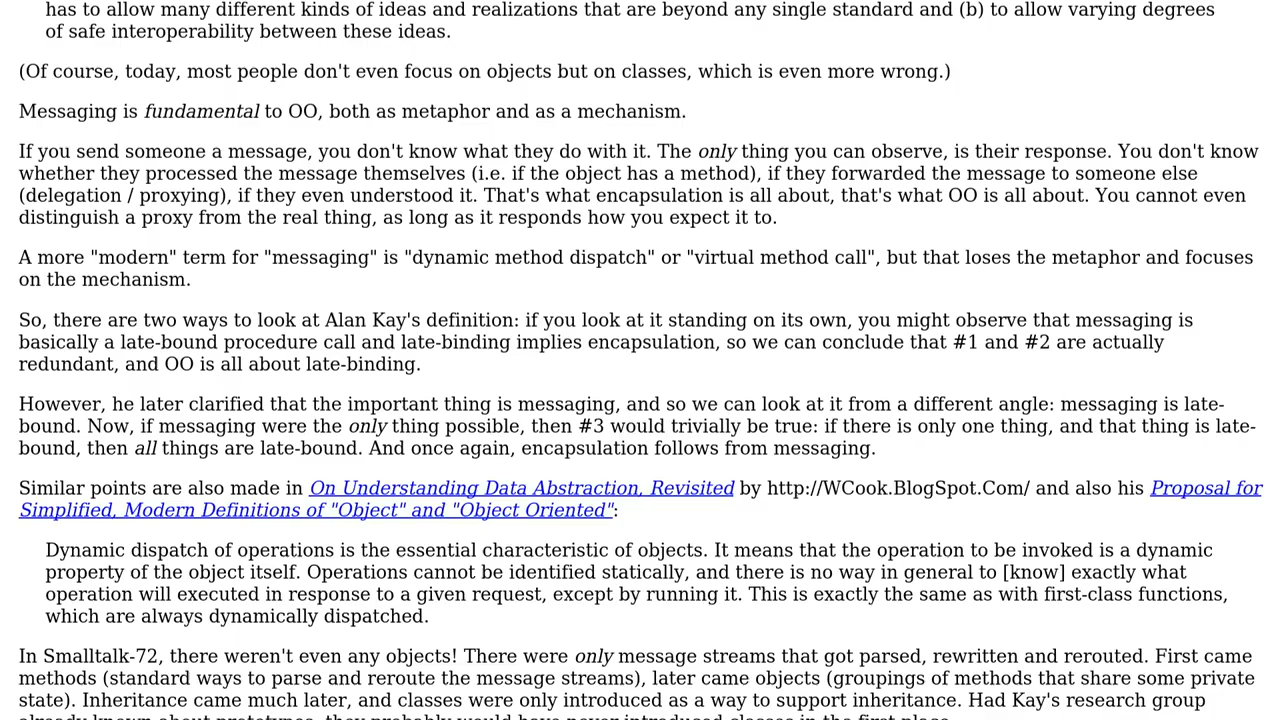 has to allow many different kinds of ideas and realizations that are beyond any single standard and (b) to allow varying degrees
of safe interoperability between these ideas.
(Of course, today, most people don't even focus on objects but on classes, which is even more wrong.)
Messaging is fundamental to OO, both as metaphor and as a mechanism.
If you send someone a message, you don't know what they do with it. The only thing you can observe, is their response. You don't know
whether they processed the message themselves (i.e. if the object has a method), if they forwarded the message to someone else
(delegation / proxying), if they even understood it. That's what encapsulation is all about, that's what OO is all about. You cannot even
distinguish a proxy from the real thing, as long as it responds how you expect it to.
A more "modern" term for "messaging" is "dynamic method dispatch" or "virtual method call", but that loses the metaphor and focuses
on the mechanism.
So, there are two ways to look at Alan Kay's definition: if you look at it standing on its own, you might observe that messaging is
basically a late-bound procedure call and late-binding implies encapsulation, so we can conclude that #1 and #2 are actually
redundant, and OO is all about late-binding.
However, he later clarified that the important thing is messaging, and so we can look at it from a different angle: messaging is late-
bound. Now, if messaging were the only thing possible, then #3 would trivially be true: if there is only one thing, and that thing is late-
bound, then all things are late-bound. And once again, encapsulation follows from messaging.
Similar points are also made in On Understanding Data Abstraction, Revisited by http://WCook.BlogSpot.Com/ and also his Proposal for
Simplified, Modern Definitions of "Object" and "Object Oriented":
Dynamic dispatch of operations is the essential characteristic of objects. It means that the operation to be invoked is a dynamic
property of the object itself. Operations cannot be identified statically, and there is no way in general to [know] exactly what
operation will executed in response to a given request, except by running it. This is exactly the same as with first-class functions,
which are always dynamically dispatched.
In Smalltalk-72, there weren't even any objects! There were only message streams that got parsed, rewritten and rerouted. First came
methods (standard ways to parse and reroute the message streams), later came objects (groupings of methods that share some private
state). Inheritance came much later, and classes were only introduced as a way to support inheritance. Had Kay's research group
already known about prototypes, they probably would have never introduced classes in the first place.